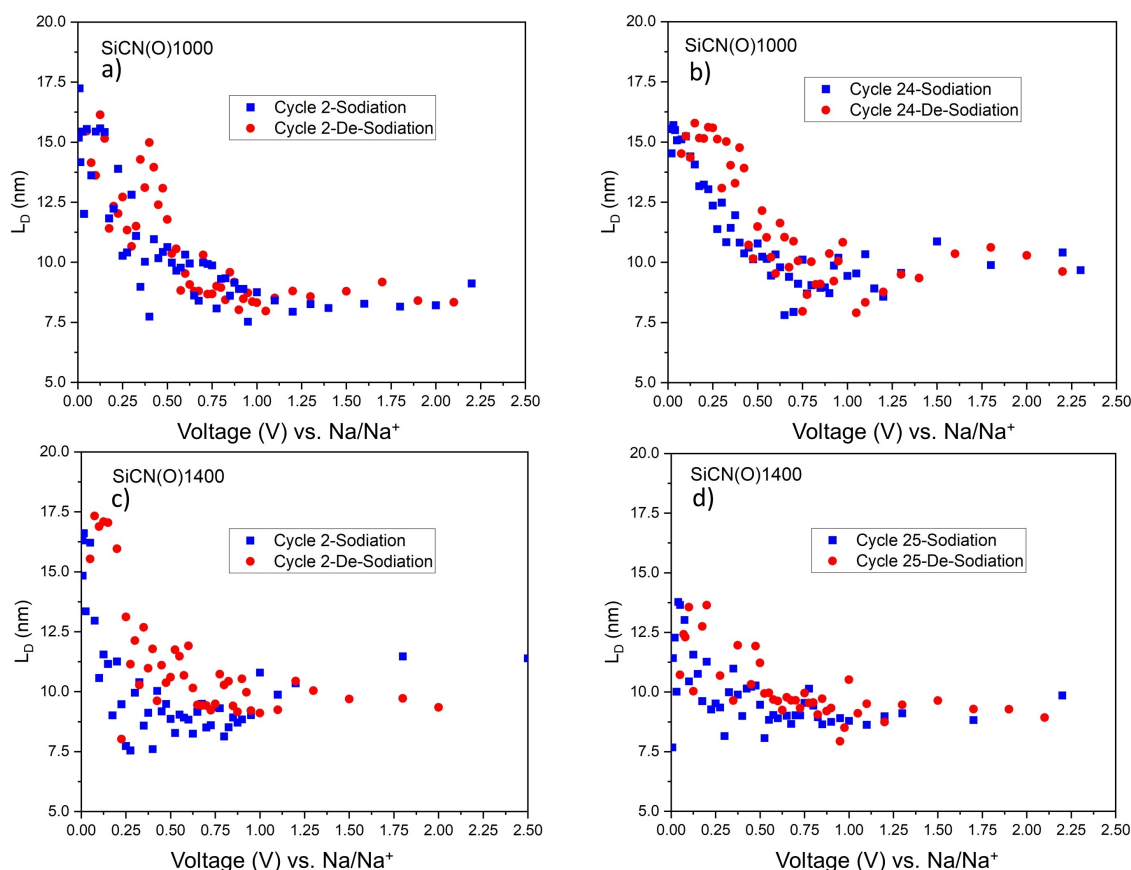 20.0
17.5
15.0
12.5
10.0
7.5
5.0
L_D (nm)
SiCN(O)1000
a)
Cycle 2-Sodiation
Cycle 2-De-Sodiation
0.00 0.25 0.50 0.75 1.00 1.25 1.50 1.75 2.00 2.25 2.50
Voltage (V) vs. Na/Na⁺
20.0
17.5
15.0
12.5
10.0
7.5
5.0
L_D (nm)
SiCN(O)1000
b)
Cycle 24-Sodiation
Cycle 24-De-Sodiation
0.00 0.25 0.50 0.75 1.00 1.25 1.50 1.75 2.00 2.25 2.50
Voltage (V) vs. Na/Na⁺
20.0
17.5
15.0
12.5
10.0
7.5
5.0
L_D (nm)
SiCN(O)1400
c)
Cycle 2-Sodiation
Cycle 2-De-Sodiation
0.00 0.25 0.50 0.75 1.00 1.25 1.50 1.75 2.00 2.25 2.50
Voltage (V) vs. Na/Na⁺
20.0
17.5
15.0
12.5
10.0
7.5
5.0
L_D (nm)
SiCN(O)1400
d)
Cycle 25-Sodiation
Cycle 25-De-Sodiation
0.00 0.25 0.50 0.75 1.00 1.25 1.50 1.75 2.00 2.25 2.50
Voltage (V) vs. Na/Na⁺